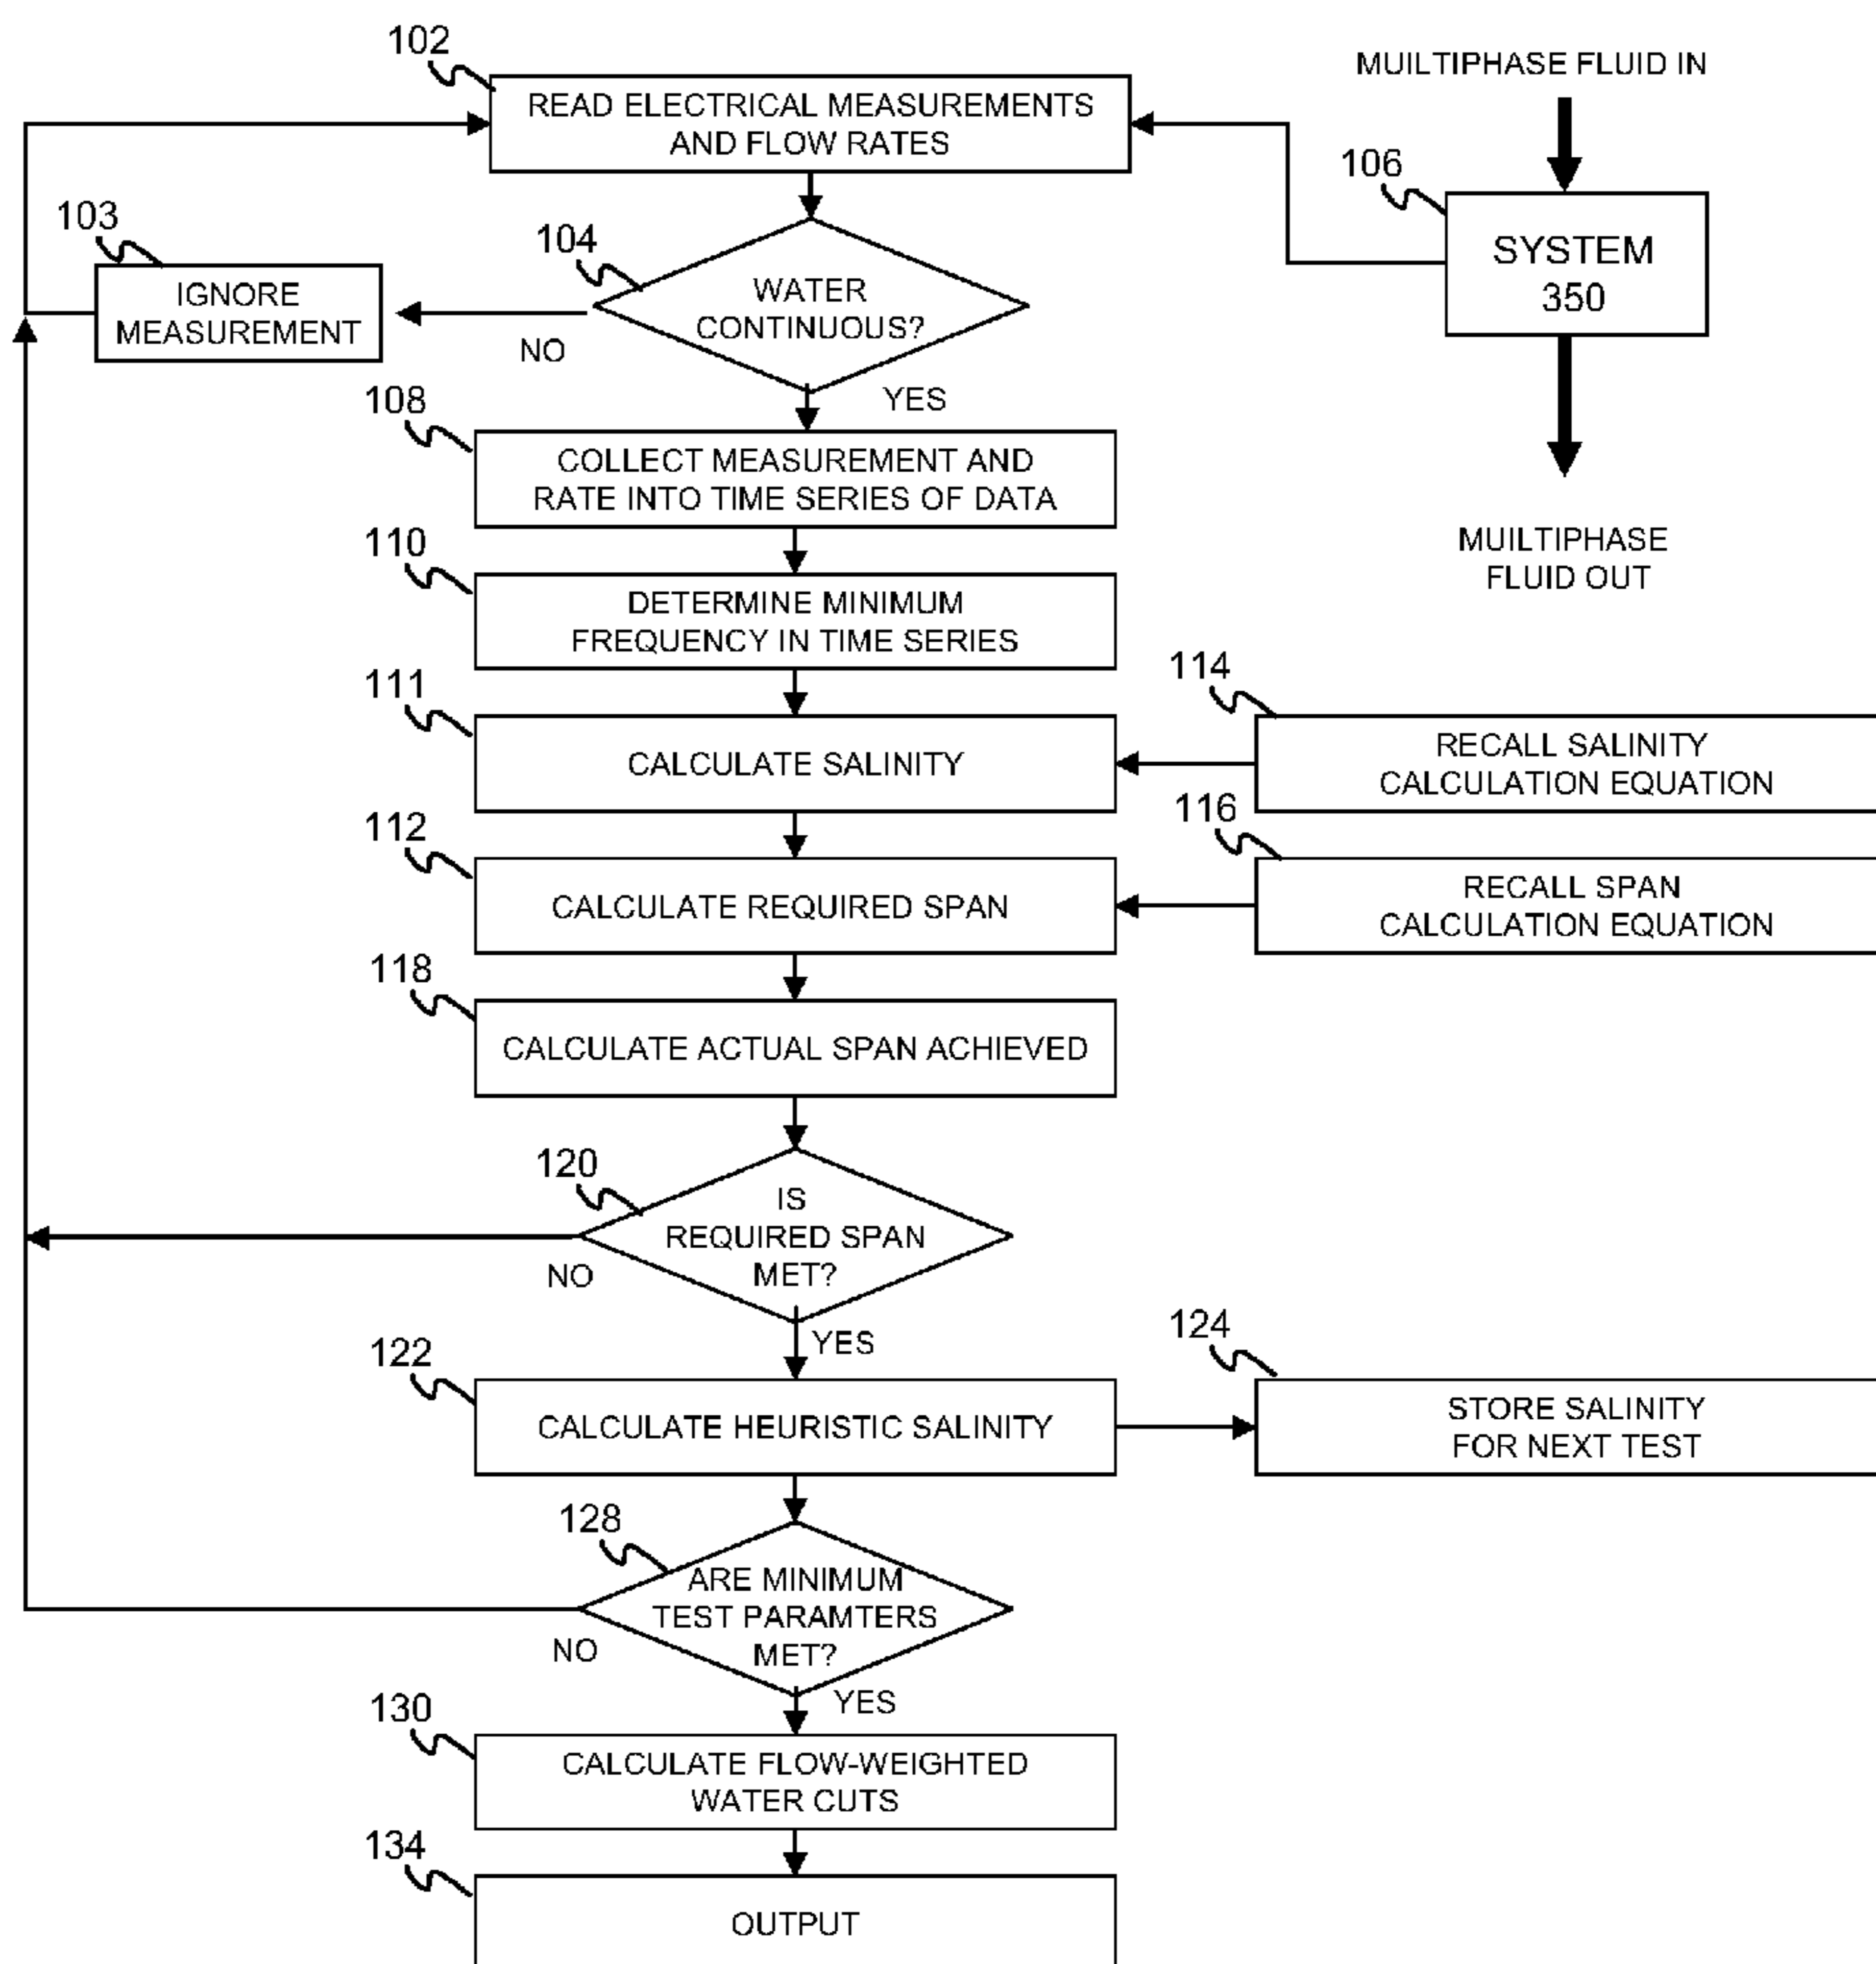 102
READ ELECTRICAL MEASUREMENTS
AND FLOW RATES
MUILTIPHASE FLUID IN
106
SYSTEM
350
MUILTIPHASE
FLUID OUT
103
IGNORE
MEASUREMENT
104
WATER
CONTINUOUS?
NO
YES
108
COLLECT MEASUREMENT AND
RATE INTO TIME SERIES OF DATA
110
DETERMINE MINIMUM
FREQUENCY IN TIME SERIES
111
CALCULATE SALINITY
114
RECALL SALINITY
CALCULATION EQUATION
112
CALCULATE REQUIRED SPAN
116
RECALL SPAN
CALCULATION EQUATION
118
CALCULATE ACTUAL SPAN ACHIEVED
120
IS
REQUIRED SPAN
MET?
NO
YES
122
CALCULATE HEURISTIC SALINITY
124
STORE SALINITY
FOR NEXT TEST
128
ARE MINIMUM
TEST PARAMTERS
MET?
NO
YES
130
CALCULATE FLOW-WEIGHTED
WATER CUTS
134
OUTPUT